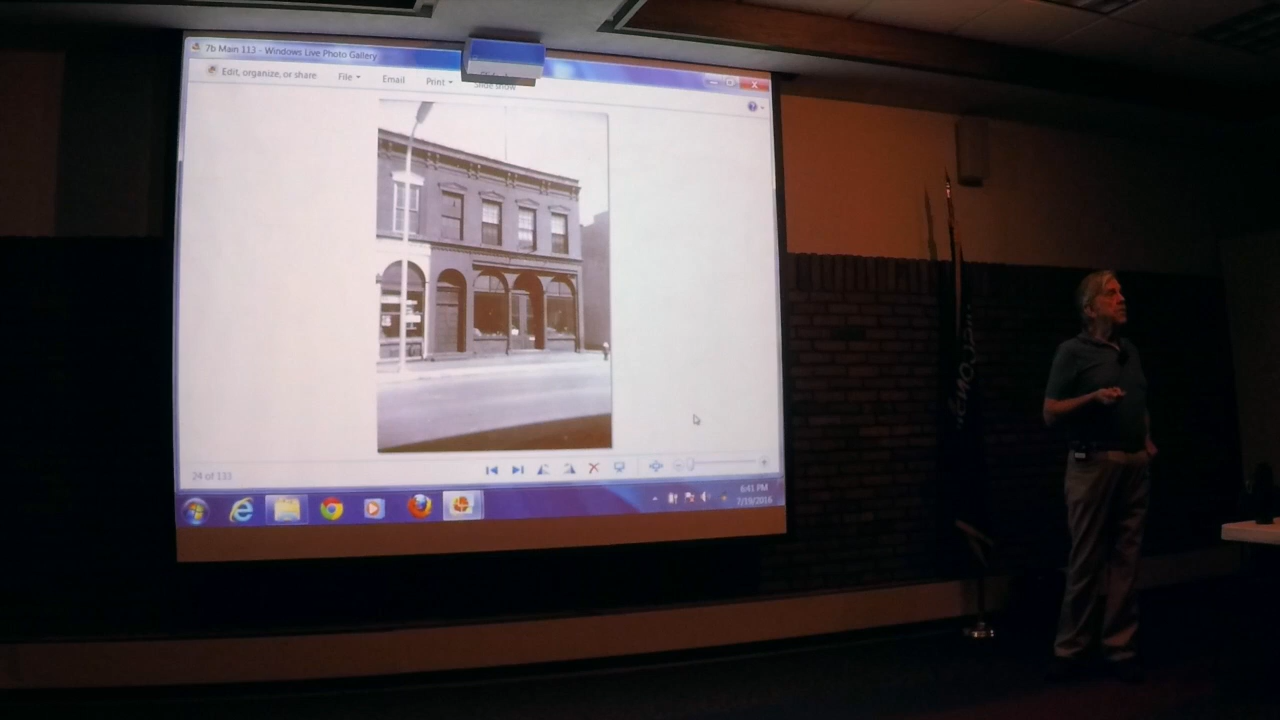 7b Main 113 - Windows Live Photo Gallery
Edit, organize, or share File Email Print Slide show
24 of 133
6:41 PM
7/19/2016